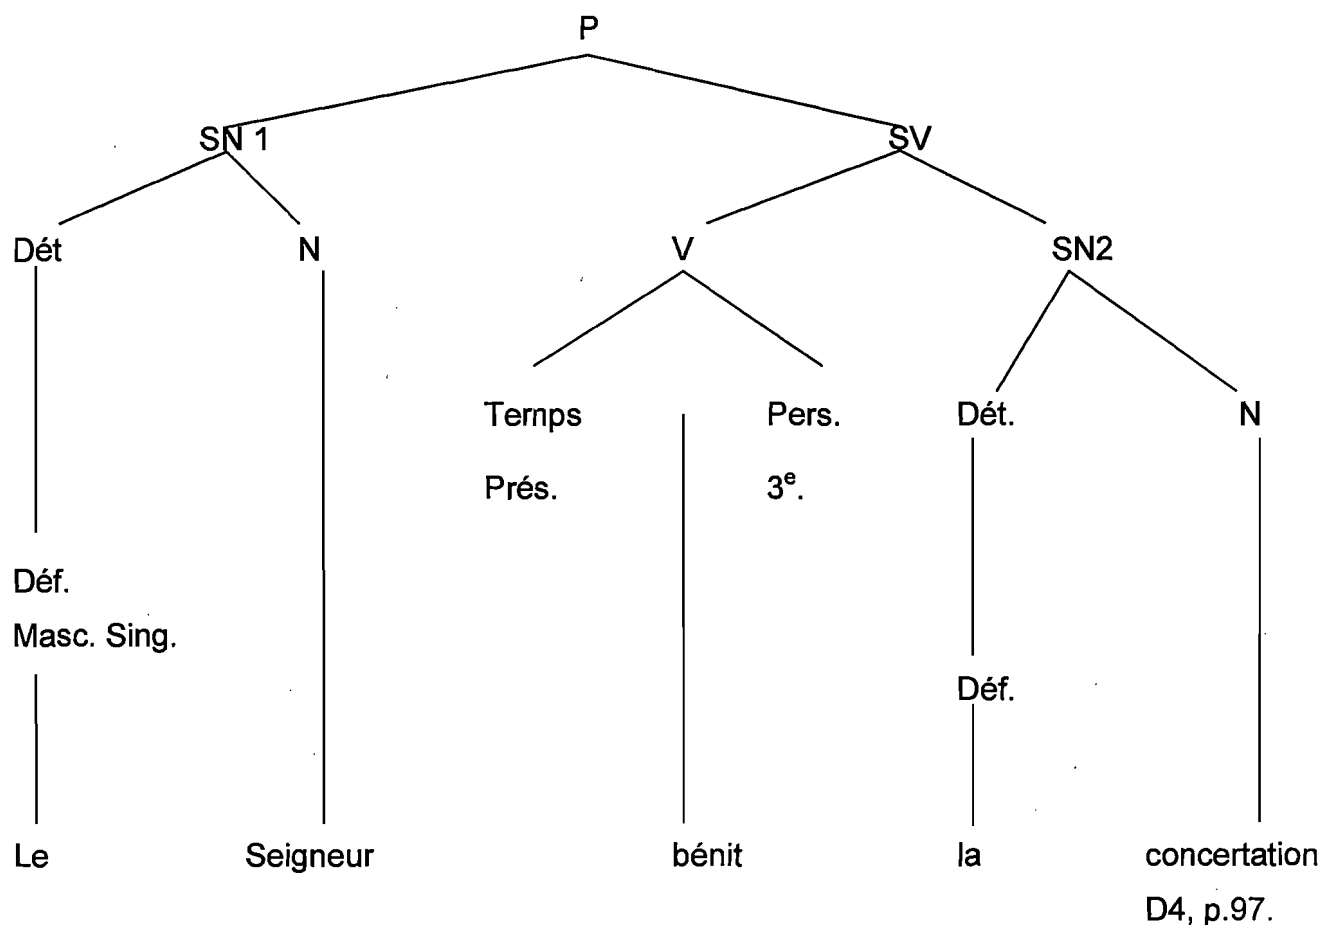 P
SN 1 SV
Dét N V SN2
Temps Pers. Dét. N
Prés. 3e.
Déf.
Masc. Sing.
Déf.
Le Seigneur bénit la concertation
D4, p.97.